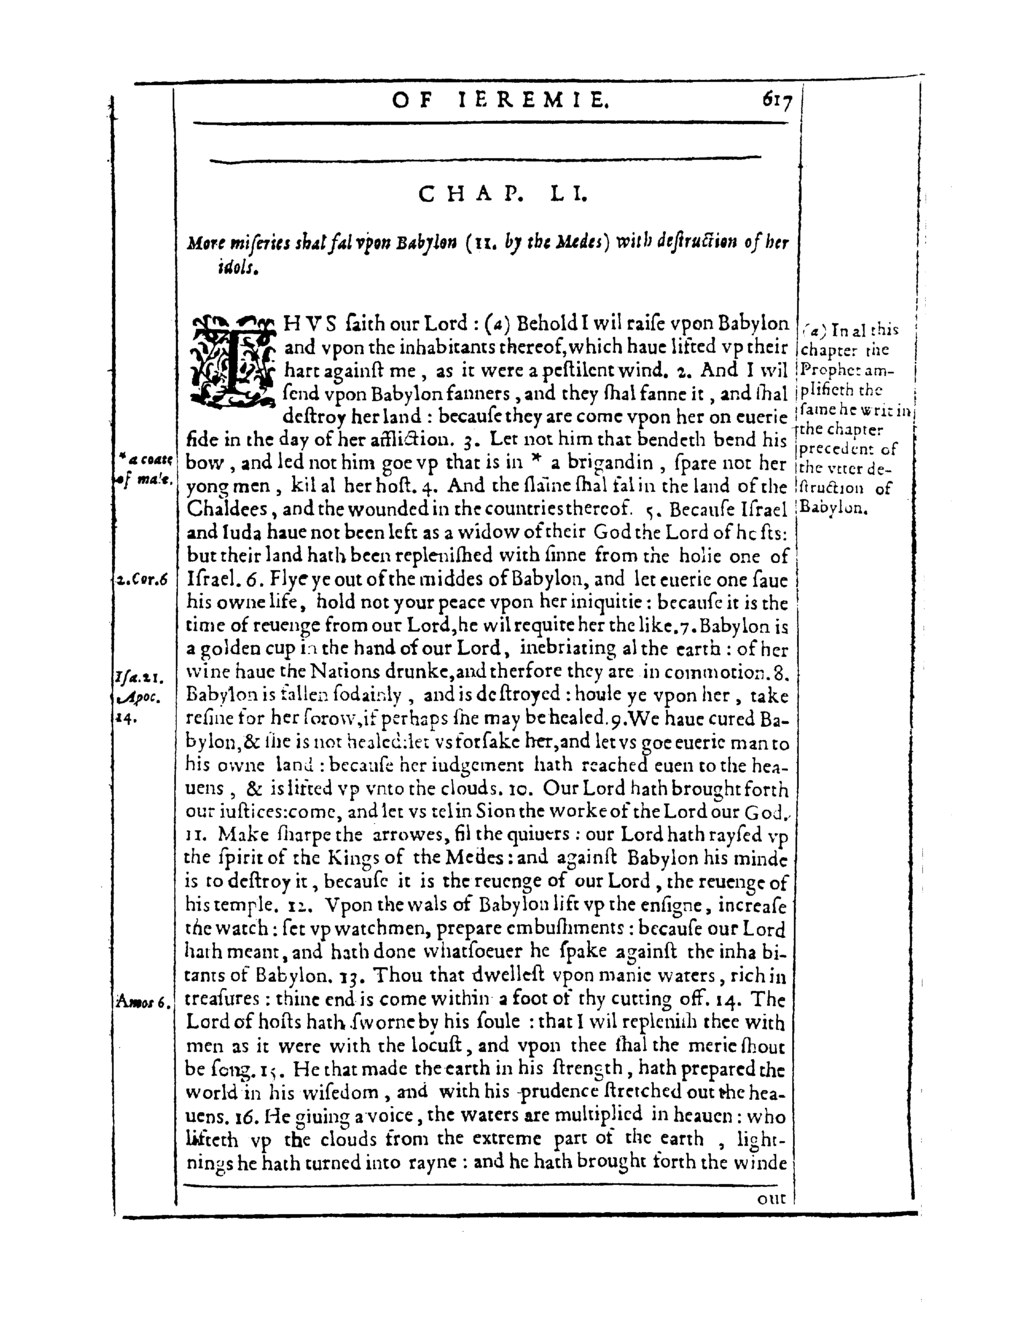 OF IEREMIE. 617
CHAP. LI.
More miſeries shal fal vpon Babylon (11. by the Medes) with deſtruction of her
idols.
THVS ſaith our Lord : (a) Behold I wil raiſe vpon Babylon
and vpon the inhabitants thereof, which haue lifted vp their
hart againſt me , as it were a peſtilent wind. 2. And I wil
ſend vpon Babylon fanners , and they ſhal fanne it , and ſhal
deſtroy her land : becauſe they are come vpon her on euerie
ſide in the day of her affliction. 3. Let not him that bendeth bend his
bow , and led not him goe vp that is in * a brigandin , ſpare not her
yong men , kil al her hoſt. 4. And the ſlaine ſhal fal in the land of the
Chaldees , and the wounded in the countries thereof. 5. Becauſe Iſrael
and Iuda haue not been left as a widow of their God the Lord of hoſts:
but their land hath been repleniſhed with ſinne from the holie one of
Iſrael. 6. Flye ye out of the middes of Babylon, and let euerie one ſaue
his owne life, hold not your peace vpon her iniquitie : becauſe it is the
time of reuenge from our Lord, he wil requite her the like. 7. Babylon is
a golden cup in the hand of our Lord, inebriating al the earth : of her
wine haue the Nations drunke, and therfore they are in commotion. 8.
Babylon is fallen ſodainly , and is deſtroyed : houle ye vpon her , take
reſine for her ſorow, if perhaps ſhe may be healed. 9. We haue cured Ba-
bylon, & ſhe is not healed: let vs forſake her, and let vs goe euerie man to
his owne land : becauſe her iudgement hath reached euen to the hea-
uens , & is lifted vp vnto the clouds. 10. Our Lord hath brought forth
our iuſtices: come, and let vs tel in Sion the worke of the Lord our God.
11. Make ſharpe the arrowes, fil the quiuers : our Lord hath rayſed vp
the ſpirit of the Kings of the Medes : and againſt Babylon his minde
is to deſtroy it , becauſe it is the reuenge of our Lord , the reuenge of
his temple. 12. Vpon the wals of Babylon lift vp the enſigne, increaſe
the watch : ſet vp watchmen, prepare embuſhments : becauſe our Lord
hath meant, and hath done whatſoeuer he ſpake againſt the inha bi-
tants of Babylon. 13. Thou that dwelleſt vpon manie waters , rich in
treaſures : thine end is come within a foot of thy cutting off. 14. The
Lord of hoſts hath ſworne by his ſoule : that I wil repleniſh thee with
men as it were with the locuſt , and vpon thee ſhal the merie ſhout
be ſong. 15. He that made the earth in his ſtrength , hath prepared the
world in his wiſedom , and with his prudence ſtretched out the hea-
uens. 16. He giuing a voice, the waters are multiplied in heauen : who
lifteth vp the clouds from the extreme part of the earth , light-
nings he hath turned into rayne : and he hath brought forth the winde
out
* a coate
of male.
2. Cor. 6
Iſa. 21.
Apoc.
14.
Amos 6.
(a) In al this
chapter the
Prophet am-
plifieth the
ſame he writ in
the chapter
precedent of
the vtter de-
ſtruction of
Babylon.